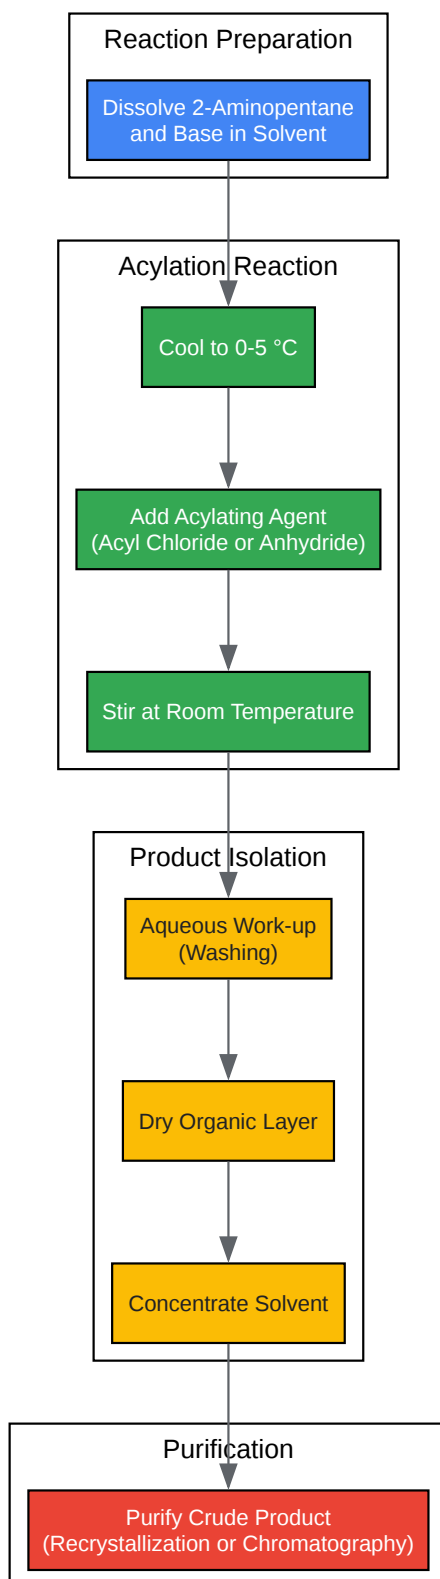 Reaction Preparation
Dissolve 2-Aminopentane
and Base in Solvent
Acylation Reaction
Cool to 0-5 °C
Add Acylating Agent
(Acyl Chloride or Anhydride)
Stir at Room Temperature
Product Isolation
Aqueous Work-up
(Washing)
Dry Organic Layer
Concentrate Solvent
Purification
Purify Crude Product
(Recrystallization or Chromatography)